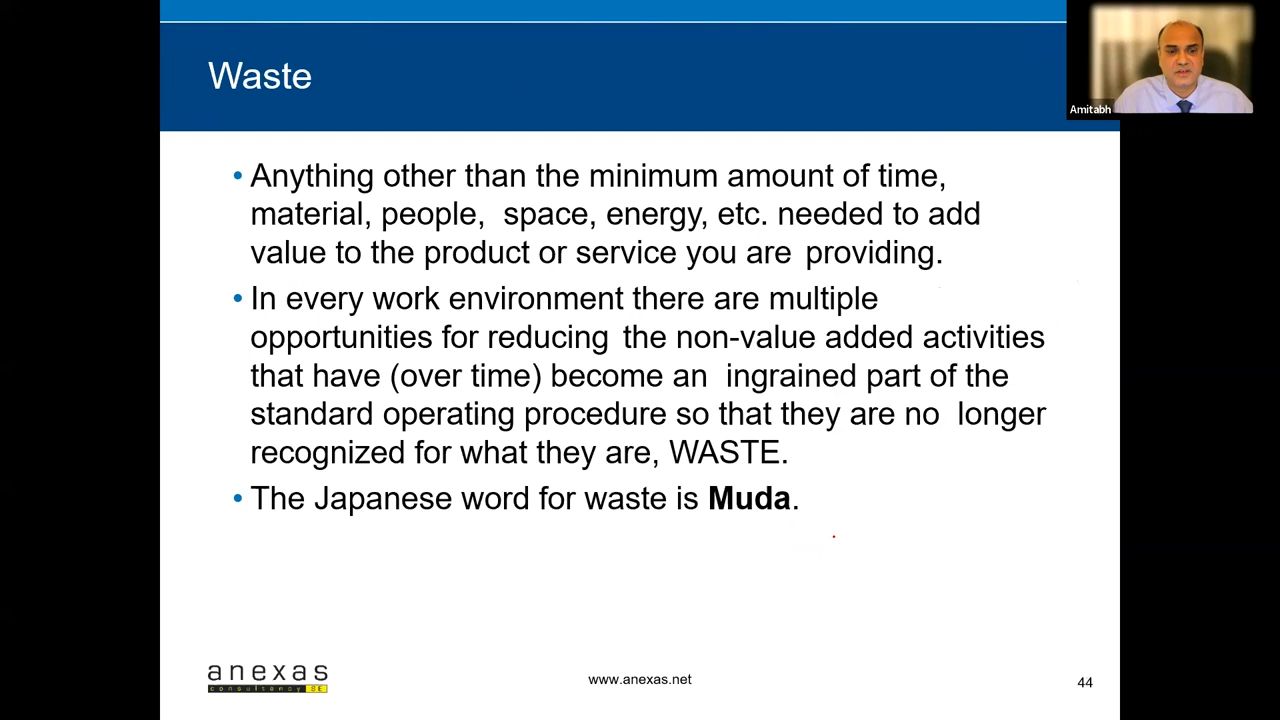 Waste
Amitabh
• Anything other than the minimum amount of time,
material, people, space, energy, etc. needed to add
value to the product or service you are providing.
• In every work environment there are multiple
opportunities for reducing the non-value added activities
that have (over time) become an ingrained part of the
standard operating procedure so that they are no longer
recognized for what they are, WASTE.
• The Japanese word for waste is Muda.
anexas
consultancy SE
www.anexas.net
44